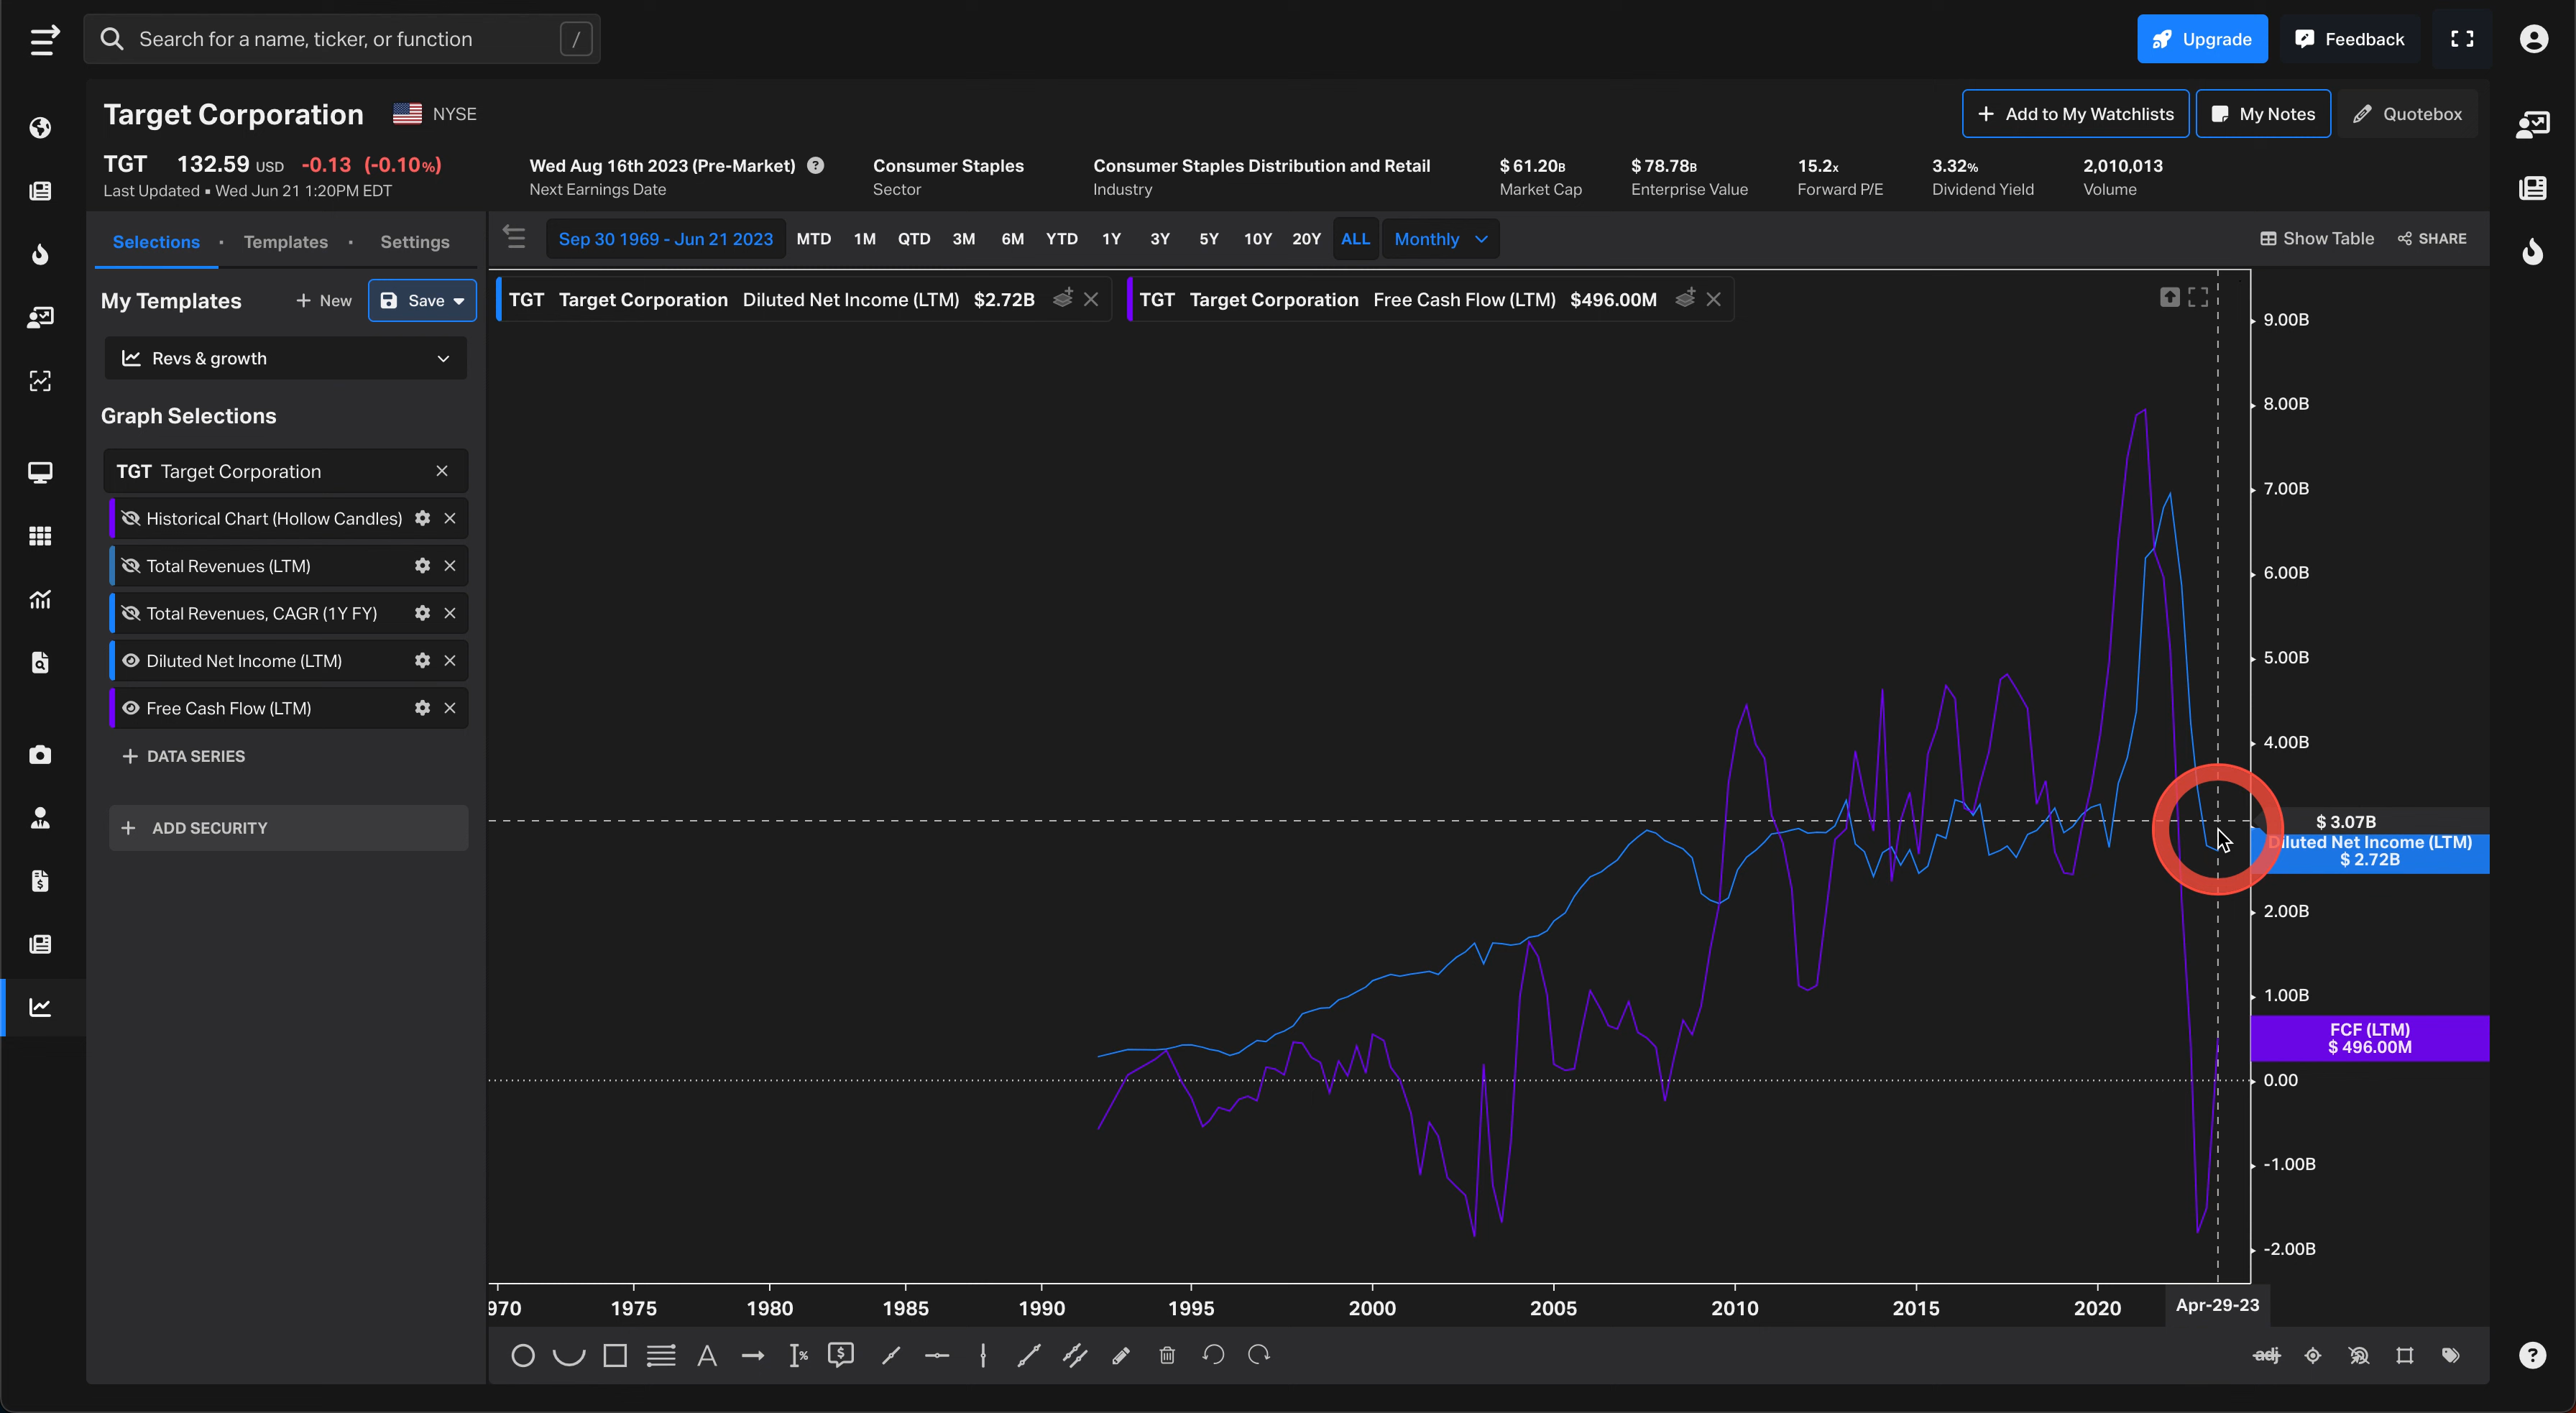 Search for a name, ticker, or function /
Upgrade
Feedback
Target Corporation NYSE
Add to My Watchlists
My Notes
Quotebox
TGT 132.59 USD -0.13 (-0.10%)
Last Updated ▪ Wed Jun 21 1:20PM EDT
Wed Aug 16th 2023 (Pre-Market) ?
Next Earnings Date
Consumer Staples
Sector
Consumer Staples Distribution and Retail
Industry
$ 61.20B
Market Cap
$ 78.78B
Enterprise Value
15.2x
Forward P/E
3.32%
Dividend Yield
2,010,013
Volume
Selections · Templates · Settings
Sep 30 1969 - Jun 21 2023 MTD 1M QTD 3M 6M YTD 1Y 3Y 5Y 10Y 20Y ALL Monthly
Show Table SHARE
My Templates + New Save
Revs & growth
Graph Selections
TGT Target Corporation
Historical Chart (Hollow Candles)
Total Revenues (LTM)
Total Revenues, CAGR (1Y FY)
Diluted Net Income (LTM)
Free Cash Flow (LTM)
+ DATA SERIES
+ ADD SECURITY
TGT Target Corporation Diluted Net Income (LTM) $2.72B
TGT Target Corporation Free Cash Flow (LTM) $496.00M
9.00B
8.00B
7.00B
6.00B
5.00B
4.00B
$ 3.07B
Diluted Net Income (LTM)
$ 2.72B
2.00B
1.00B
FCF (LTM)
$ 496.00M
0.00
-1.00B
-2.00B
970 1975 1980 1985 1990 1995 2000 2005 2010 2015 2020 Apr-29-23
A
%
$
adj
?